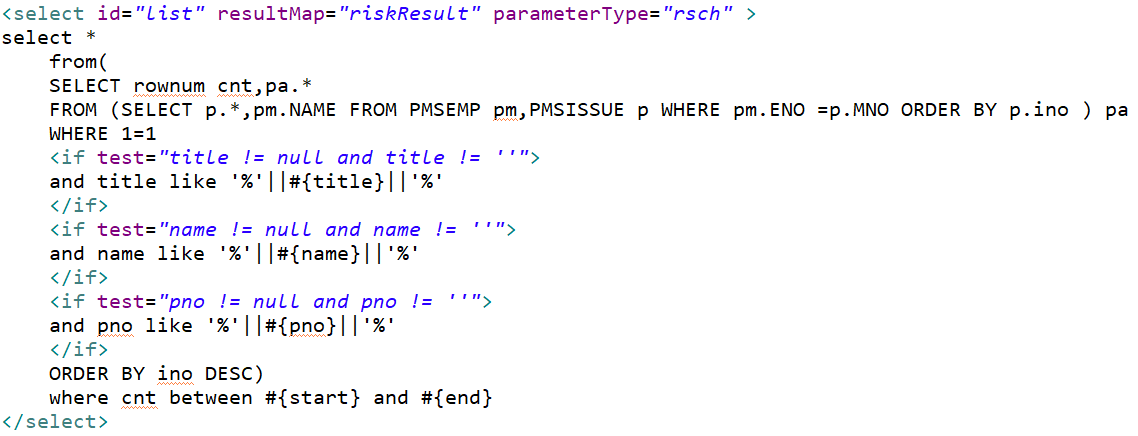 <select id="list" resultMap="riskResult" parameterType="rsch" >
select *
    from(
    SELECT rownum cnt,pa.*
    FROM (SELECT p.*,pm.NAME FROM PMSEMP pm,PMSISSUE p WHERE pm.ENO =p.MNO ORDER BY p.ino ) pa
    WHERE 1=1
    <if test="title != null and title != ''">
    and title like '%'||#{title}||'%'
    </if>
    <if test="name != null and name != ''">
    and name like '%'||#{name}||'%'
    </if>
    <if test="pno != null and pno != ''">
    and pno like '%'||#{pno}||'%'
    </if>
    ORDER BY ino DESC)
    where cnt between #{start} and #{end}
</select>